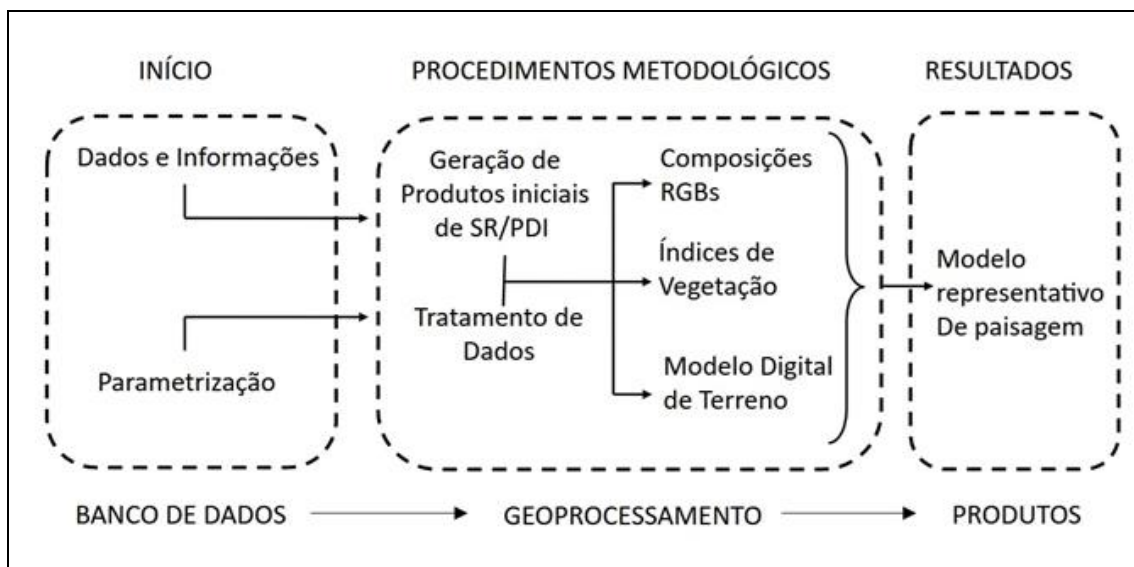 INÍCIO
PROCEDIMENTOS METODOLÓGICOS
RESULTADOS
Dados e Informações
Parametrização
Geração de
Produtos iniciais
de SR/PDI
Tratamento de
Dados
Composições
RGBs
Índices de
Vegetação
Modelo Digital
de Terreno
Modelo
representativo
De paisagem
BANCO DE DADOS
GEOPROCESSAMENTO
PRODUTOS